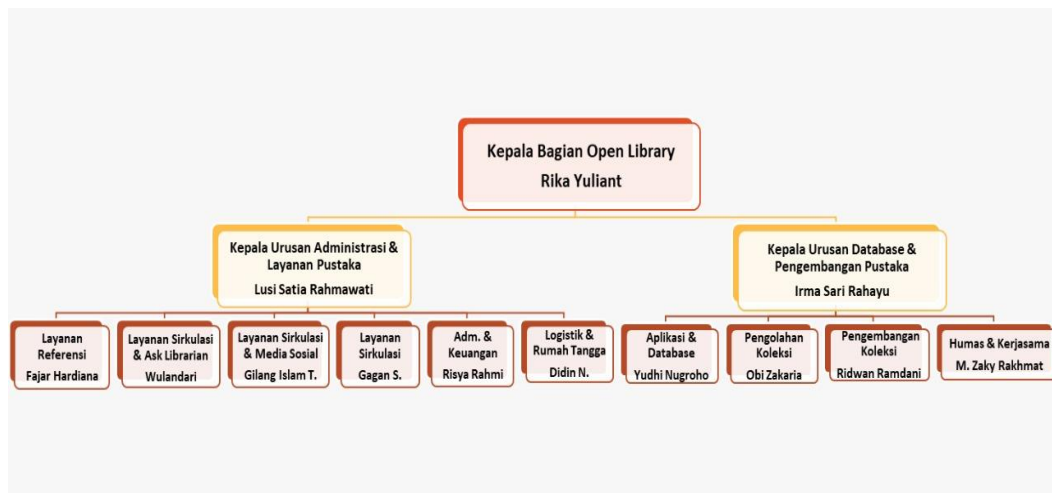 Kepala Bagian Open Library
Rika Yuliant
Kepala Urusan Administrasi &
Layanan Pustaka
Lusi Satia Rahmawati
Kepala Urusan Database &
Pengembangan Pustaka
Irma Sari Rahayu
Layanan
Referensi
Fajar Hardiana
Layanan Sirkulasi
& Ask Librarian
Wulandari
Layanan Sirkulasi
& Media Sosial
Gilang Islam T.
Layanan
Sirkulasi
Gagan S.
Adm. &
Keuangan
Risya Rahmi
Logistik &
Rumah Tangga
Didin N.
Aplikasi &
Database
Yudhi Nugroho
Pengolahan
Koleksi
Obi Zakaria
Pengembangan
Koleksi
Ridwan Ramdani
Humas & Kerjasama
M. Zaky Rakhmat